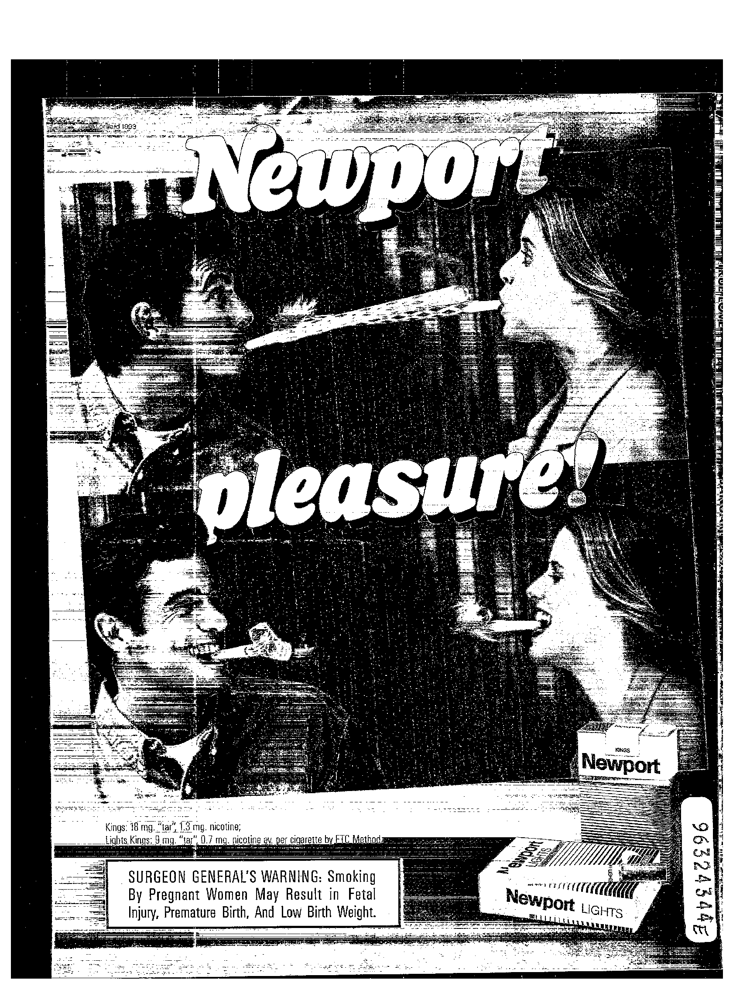 Newport
pleasure!
KINGS
Newport
Kings: 18 mg. "tar", 1.3 mg. nicotine;
Lights Kings: 9 mg. "tar", 0.7 mg. nicotine av. per cigarette by FTC Method.
SURGEON GENERAL'S WARNING: Smoking
By Pregnant Women May Result in Fetal
Injury, Premature Birth, And Low Birth Weight.
Newport
Newport LIGHTS
96324344E